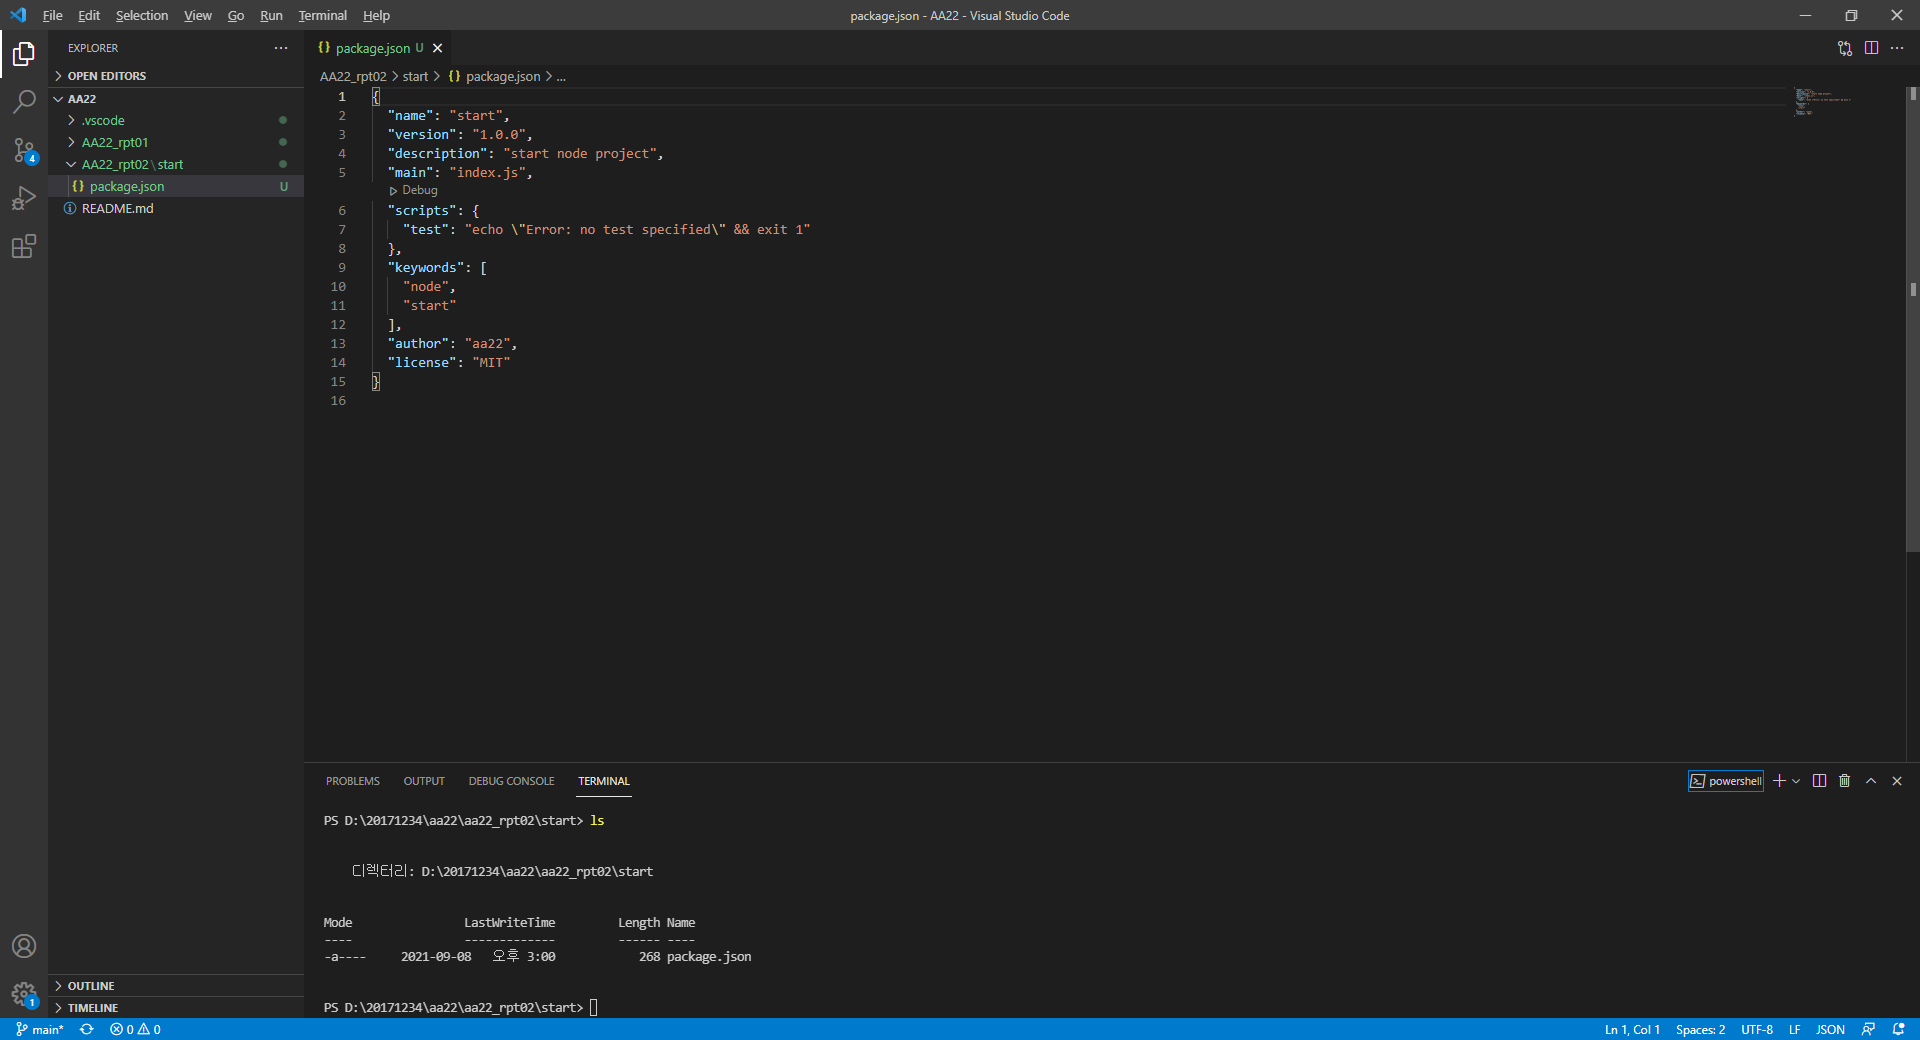 File Edit Selection View Go Run Terminal Help
package.json - AA22 - Visual Studio Code
EXPLORER
OPEN EDITORS
AA22
.vscode
AA22_rpt01
AA22_rpt02\start
package.json U
README.md
OUTLINE
TIMELINE
package.json U
AA22_rpt02 > start > {} package.json > ...
1 {
2 "name": "start",
3 "version": "1.0.0",
4 "description": "start node project",
5 "main": "index.js",
Debug
6 "scripts": {
7 "test": "echo \"Error: no test specified\" && exit 1"
8 },
9 "keywords": [
10 "node",
11 "start"
12 ],
13 "author": "aa22",
14 "license": "MIT"
15 }
16
PROBLEMS OUTPUT DEBUG CONSOLE TERMINAL
powershell
PS D:\20171234\aa22\aa22_rpt02\start> ls
디렉터리: D:\20171234\aa22\aa22_rpt02\start
Mode LastWriteTime Length Name
---- ------------- ------ ----
-a---- 2021-09-08 오후 3:00 268 package.json
PS D:\20171234\aa22\aa22_rpt02\start>
4
1
main* 0 0
Ln 1, Col 1 Spaces: 2 UTF-8 LF JSON